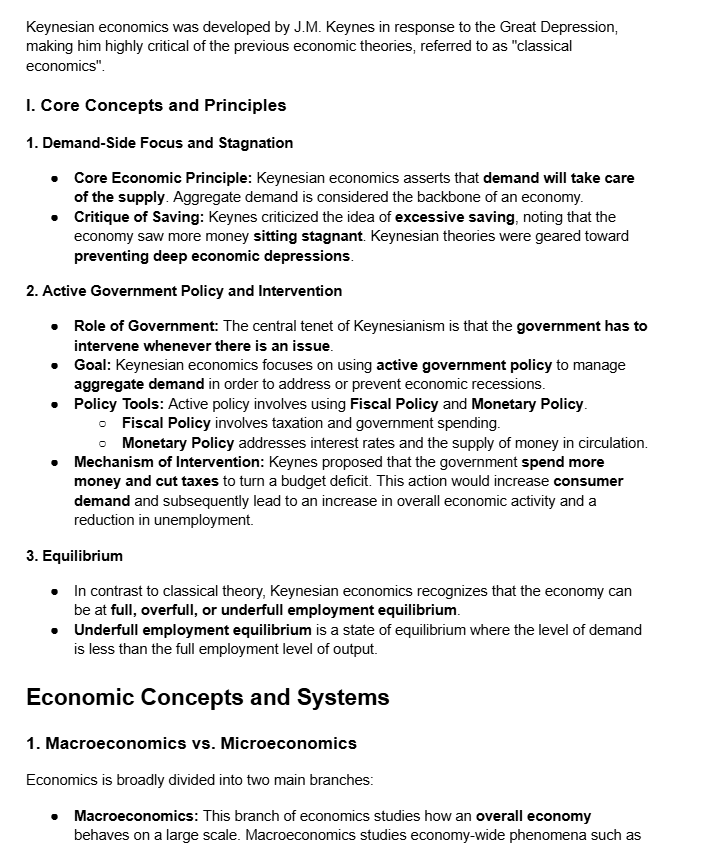 Keynesian economics was developed by J.M. Keynes in response to the Great Depression,
making him highly critical of the previous economic theories, referred to as "classical
economics".
I. Core Concepts and Principles
1. Demand-Side Focus and Stagnation
● Core Economic Principle: Keynesian economics asserts that demand will take care
of the supply. Aggregate demand is considered the backbone of an economy.
● Critique of Saving: Keynes criticized the idea of excessive saving, noting that the
economy saw more money sitting stagnant. Keynesian theories were geared toward
preventing deep economic depressions.
2. Active Government Policy and Intervention
● Role of Government: The central tenet of Keynesianism is that the government has to
intervene whenever there is an issue.
● Goal: Keynesian economics focuses on using active government policy to manage
aggregate demand in order to address or prevent economic recessions.
● Policy Tools: Active policy involves using Fiscal Policy and Monetary Policy.
○ Fiscal Policy involves taxation and government spending.
○ Monetary Policy addresses interest rates and the supply of money in circulation.
● Mechanism of Intervention: Keynes proposed that the government spend more
money and cut taxes to turn a budget deficit. This action would increase consumer
demand and subsequently lead to an increase in overall economic activity and a
reduction in unemployment.
3. Equilibrium
● In contrast to classical theory, Keynesian economics recognizes that the economy can
be at full, overfull, or underfull employment equilibrium.
● Underfull employment equilibrium is a state of equilibrium where the level of demand
is less than the full employment level of output.
Economic Concepts and Systems
1. Macroeconomics vs. Microeconomics
Economics is broadly divided into two main branches:
● Macroeconomics: This branch of economics studies how an overall economy
behaves on a large scale. Macroeconomics studies economy-wide phenomena such as